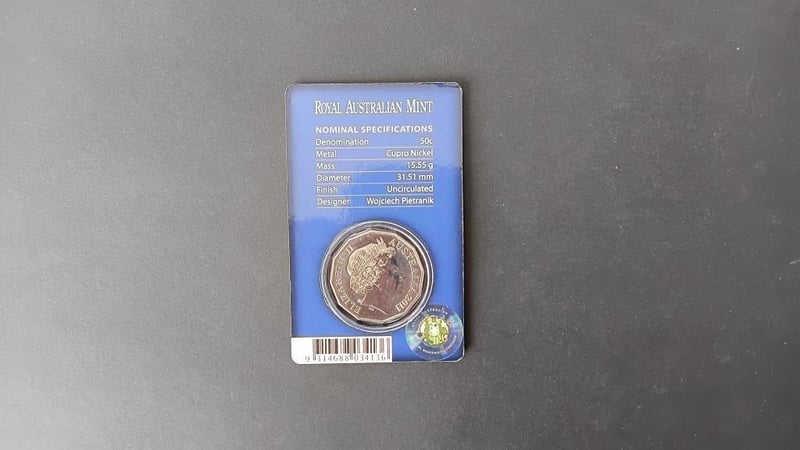 ROYAL AUSTRALIAN MINT
NOMINAL SPECIFICATIONS
Denomination 50c
Metal Cupro Nickel
Mass 15.55 g
Diameter 31.51 mm
Finish Uncirculated
Designer Wojciech Pietranik
ELIZABETH II AUSTRALIA 2011
9 314688 034136